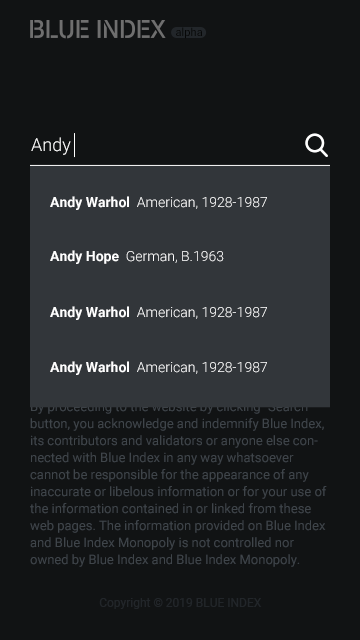 BLUE INDEX alpha
Andy
Andy Warhol American, 1928-1987
Andy Hope German, B.1963
Andy Warhol American, 1928-1987
Andy Warhol American, 1928-1987
By proceeding to the website by clicking "Search"
button, you acknowledge and indemnify Blue Index,
its contributors and validators or anyone else con-
nected with Blue Index in any way whatsoever
cannot be responsible for the appearance of any
inaccurate or libelous information or for your use of
the information contained in or linked from these
web pages. The information provided on Blue Index
and Blue Index Monopoly is not controlled nor
owned by Blue Index and Blue Index Monopoly.
Copyright © 2019 BLUE INDEX